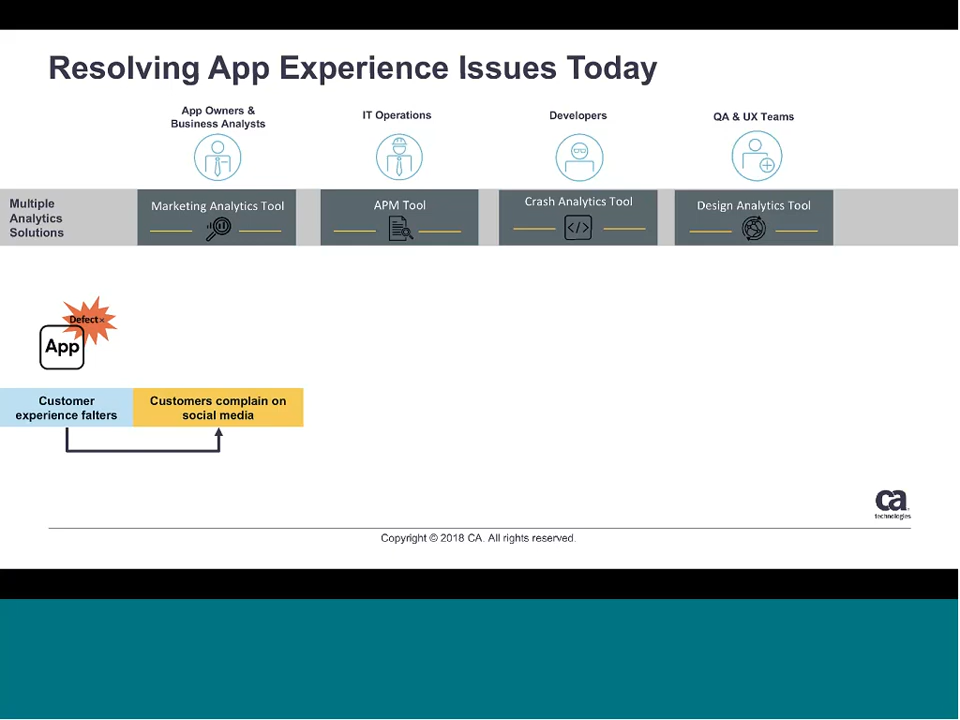 Resolving App Experience Issues Today
App Owners &
Business Analysts
IT Operations
Developers
QA & UX Teams
Multiple
Analytics
Solutions
Marketing Analytics Tool
APM Tool
Crash Analytics Tool
</>
Design Analytics Tool
Defect×
App
Customer
experience falters
Customers complain on
social media
ca
technologies
Copyright © 2018 CA. All rights reserved.